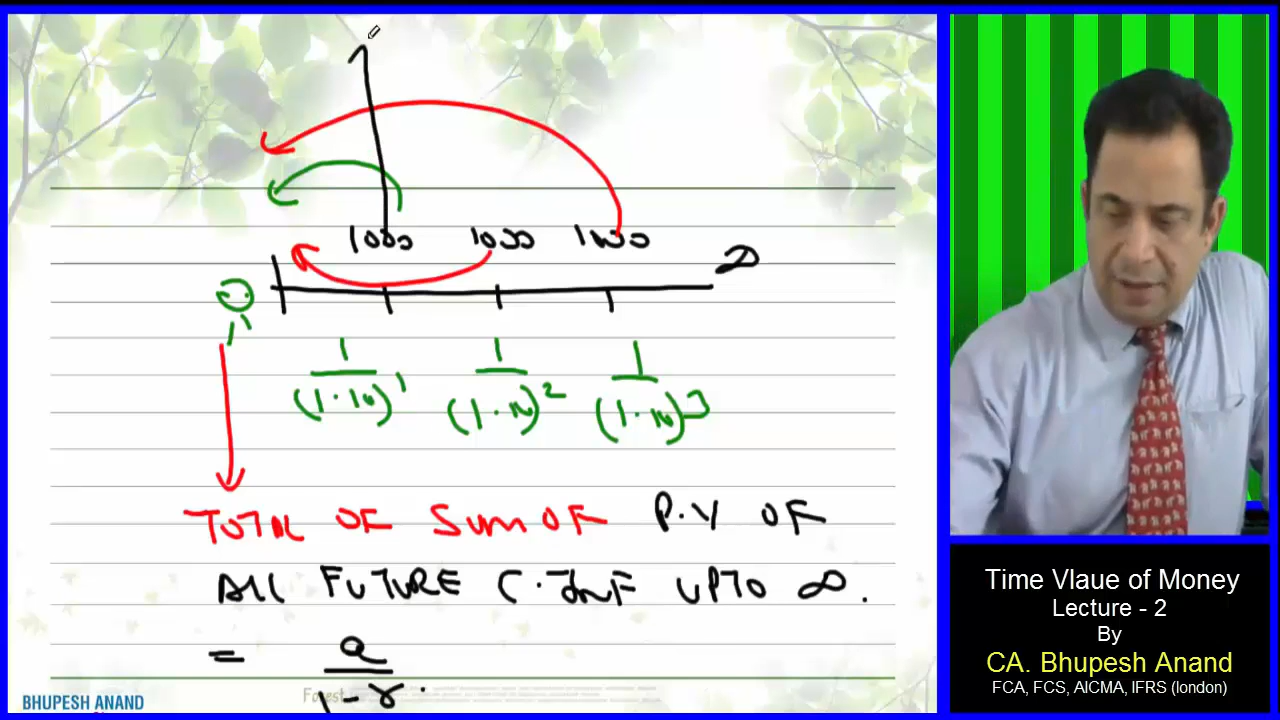 1000 1000 1000 ∞
0
1 1 1
(1.10)¹ (1.10)² (1.10)³
TOTAL OF SUM OF P.V OF
All FUTURE C.InF UPTO ∞.
= a
1-r.
Forest
BHUPESH ANAND
Time Vlaue of Money
Lecture - 2
By
CA. Bhupesh Anand
FCA, FCS, AICMA, IFRS (london)